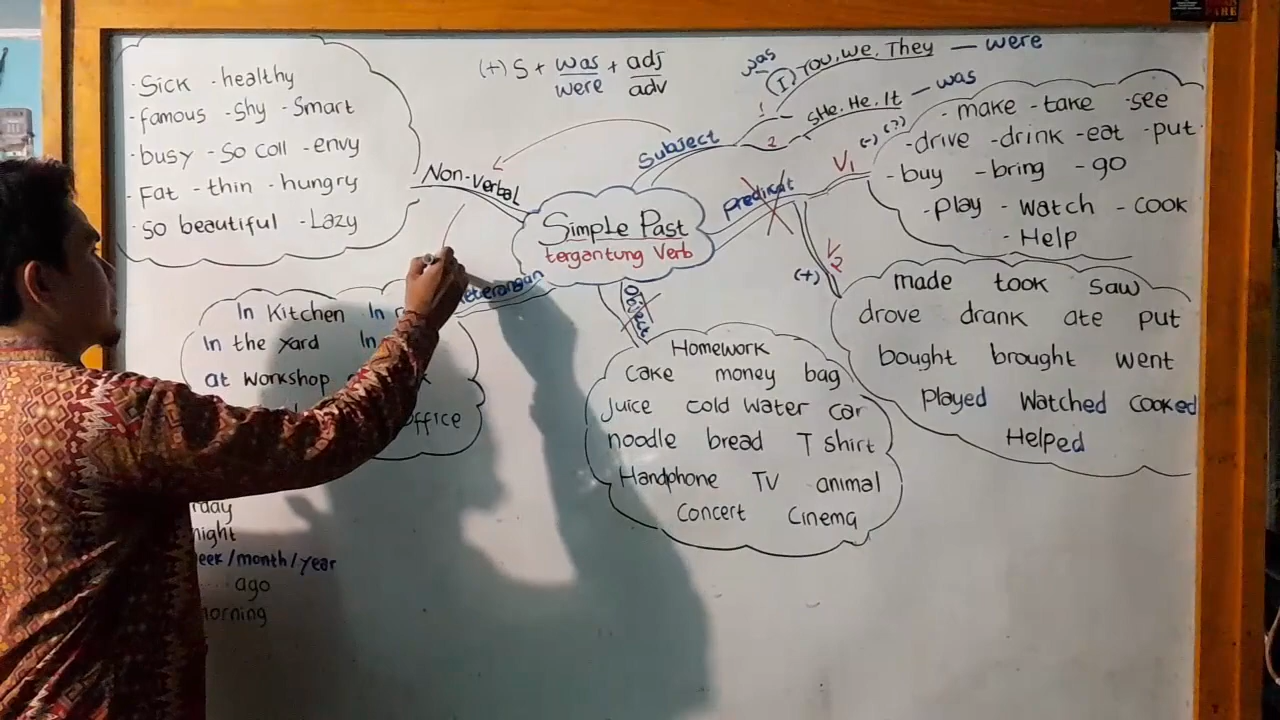 (+) S + was/were + adj/adv
Simple Past
tergantung Verb
Non-verbal
- Sick - healthy
- famous - shy - Smart
- busy - So coll - envy
- Fat - thin - hungry
- so beautiful - Lazy
Subject
1
was
(I) You, we, They — were
2
SHe. He. It — was
Predikat
V1
(-) (?)
- make - take - see
- drive - drink - eat - put
- buy - bring - go
- play - watch - cook
- Help
V2
(+)
made took saw
drove drank ate put
bought brought went
played watched cooked
Helped
Object
Homework
cake money bag
Juice cold water car
noodle bread T shirt
Handphone TV animal
concert cinema
keterangan
In Kitchen In
In the yard In
at workshop
office
day
night
week/month/year
.... ago
morning